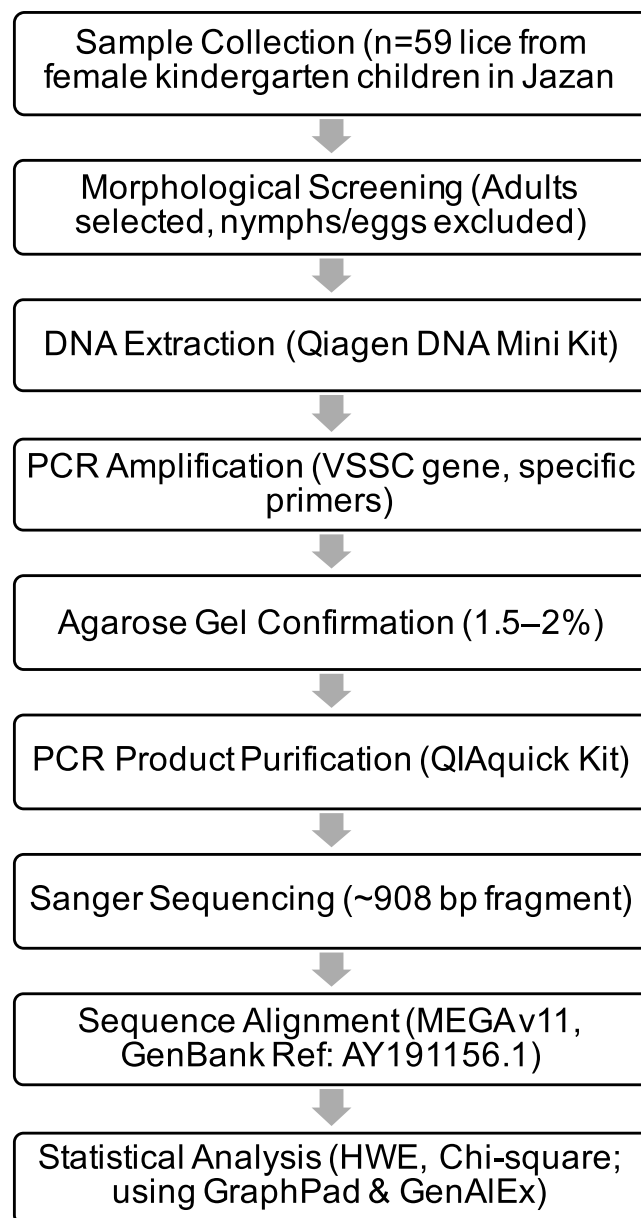 Sample Collection (n=59 lice from
female kindergarten children in Jazan
Morphological Screening (Adults
selected, nymphs/eggs excluded)
DNA Extraction (Qiagen DNA Mini Kit)
PCR Amplification (VSSC gene, specific
primers)
Agarose Gel Confirmation (1.5–2%)
PCR Product Purification (QIAquick Kit)
Sanger Sequencing (~908 bp fragment)
Sequence Alignment (MEGA v11,
GenBank Ref: AY191156.1)
Statistical Analysis (HWE, Chi-square;
using GraphPad & GenAlEx)